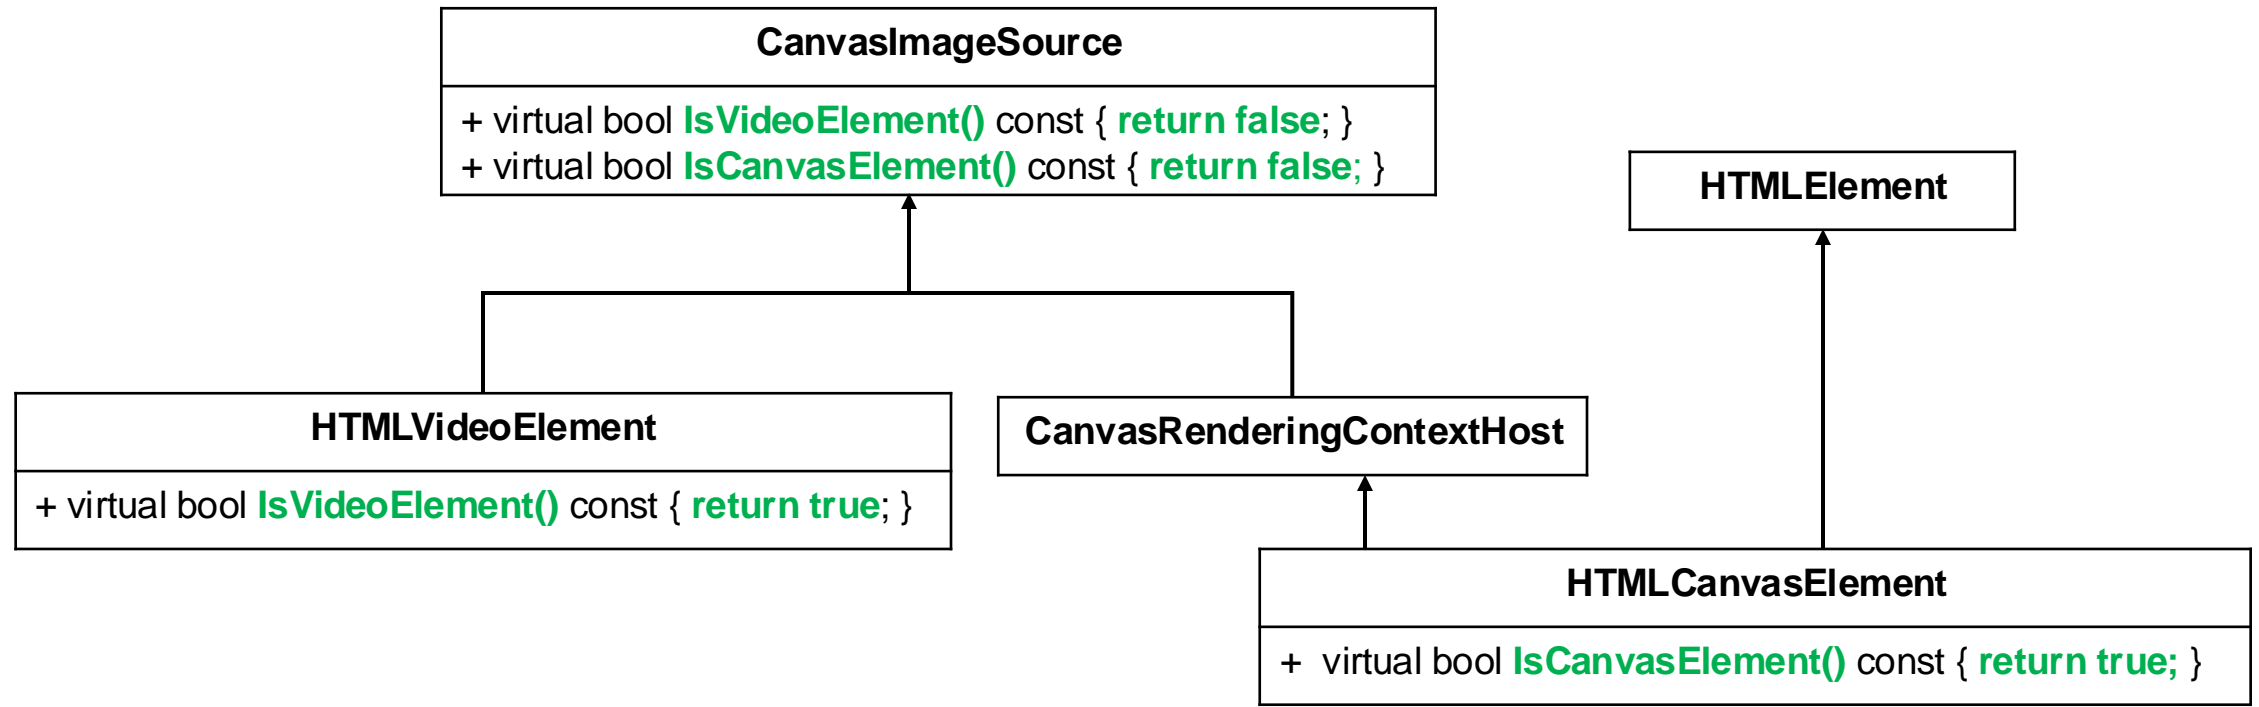 CanvasImageSource
+ virtual bool IsVideoElement() const { return false; }
+ virtual bool IsCanvasElement() const { return false; }
HTMLElement
HTMLVideoElement
+ virtual bool IsVideoElement() const { return true; }
CanvasRenderingContextHost
HTMLCanvasElement
+ virtual bool IsCanvasElement() const { return true; }